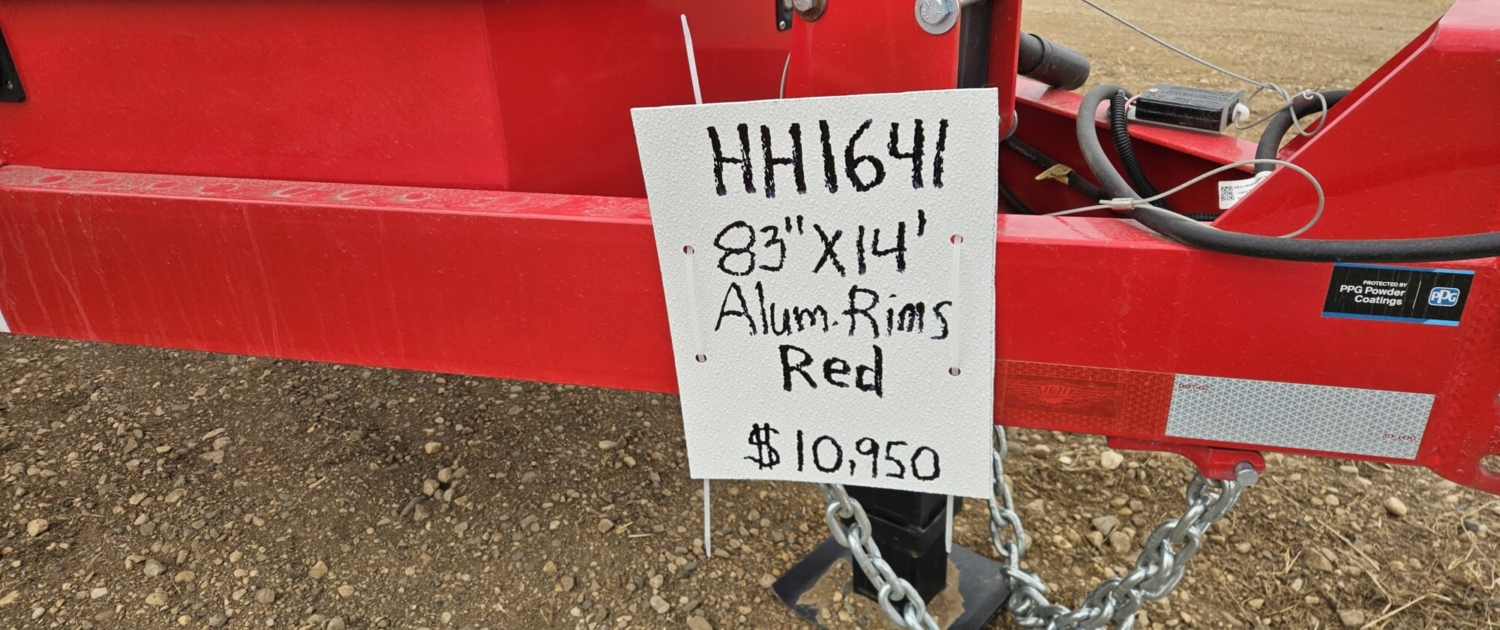 HH1641
83"X14'
Alum. Rims
Red
$10,950
PROTECTED BY
PPG Powder
Coatings
PPG